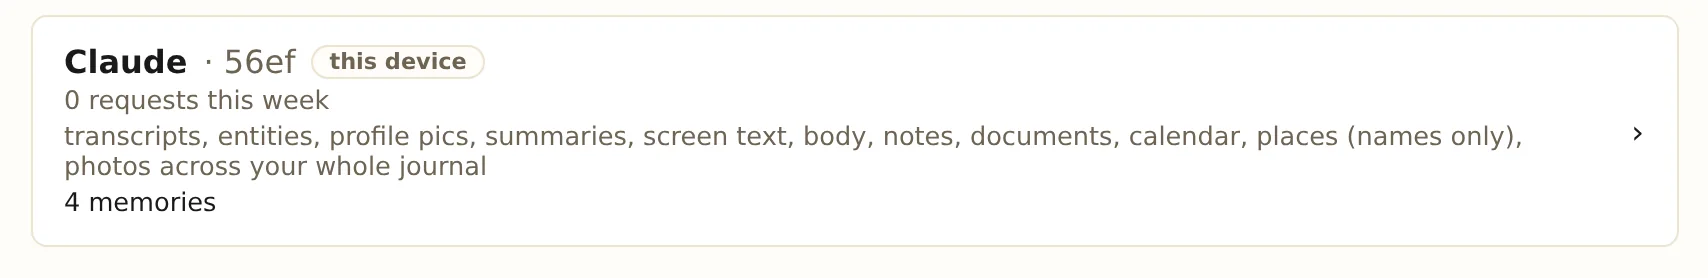 Claude · 56ef this device
0 requests this week
transcripts, entities, profile pics, summaries, screen text, body, notes, documents, calendar, places (names only),
photos across your whole journal
4 memories